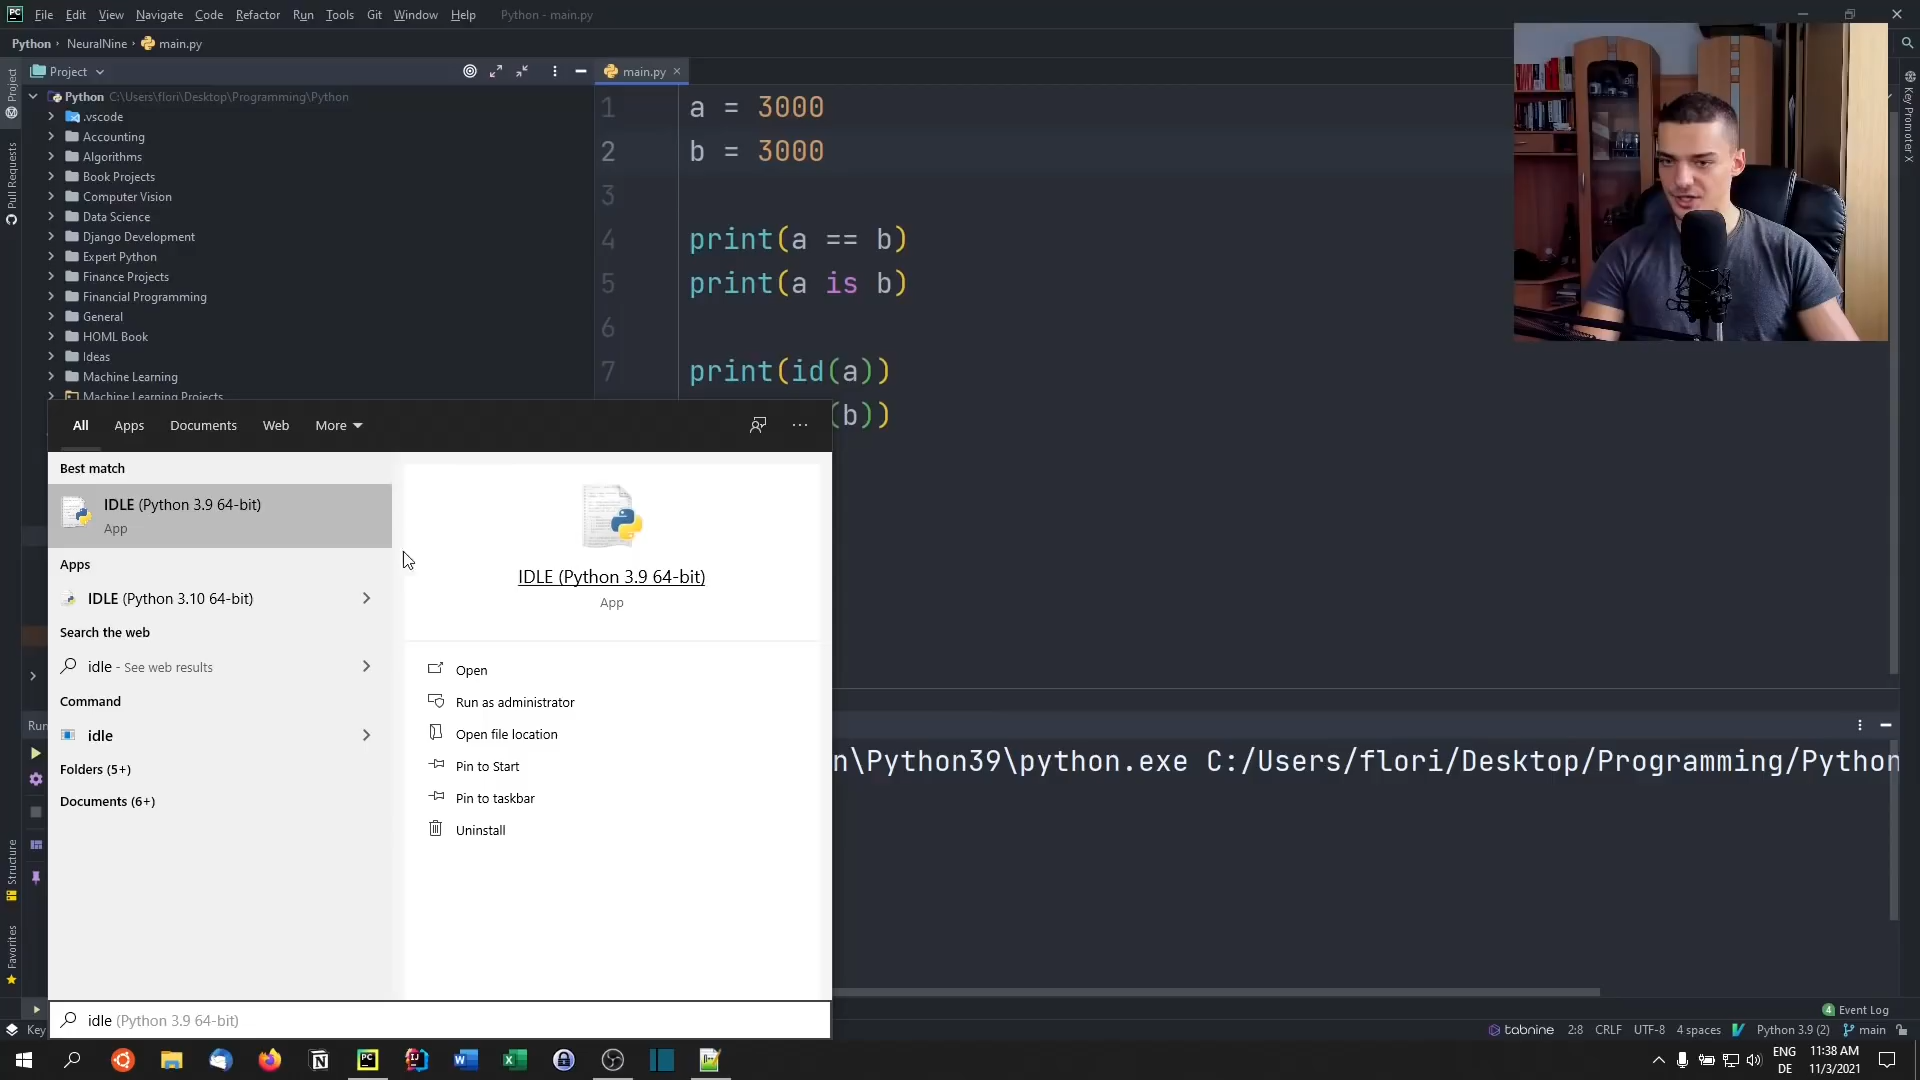 File Edit View Navigate Code Refactor Run Tools Git Window Help Python - main.py
Python NeuralNine main.py
Project
main.py
Python C:\Users\flori\Desktop\Programming\Python
.vscode
Accounting
Algorithms
Book Projects
Computer Vision
Data Science
Django Development
Expert Python
Finance Projects
Financial Programming
General
HOML Book
Ideas
Machine Learning
Machine Learning Projects
1 a = 3000
2 b = 3000
3
4 print(a == b)
5 print(a is b)
6
7 print(id(a))
(b))
Project
Pull Requests
Structure
Favorites
Key Promoter X
All Apps Documents Web More
Best match
IDLE (Python 3.9 64-bit)
App
Apps
IDLE (Python 3.10 64-bit)
Search the web
idle - See web results
Command
idle
Folders (5+)
Documents (6+)
IDLE (Python 3.9 64-bit)
App
Open
Run as administrator
Open file location
Pin to Start
Pin to taskbar
Uninstall
idle (Python 3.9 64-bit)
Run
n\Python39\python.exe C:/Users/flori/Desktop/Programming/Python
4 Event Log
Key
tabnine 2:8 CRLF UTF-8 4 spaces Python 3.9 (2) main
ENG
DE
11:38 AM
11/3/2021